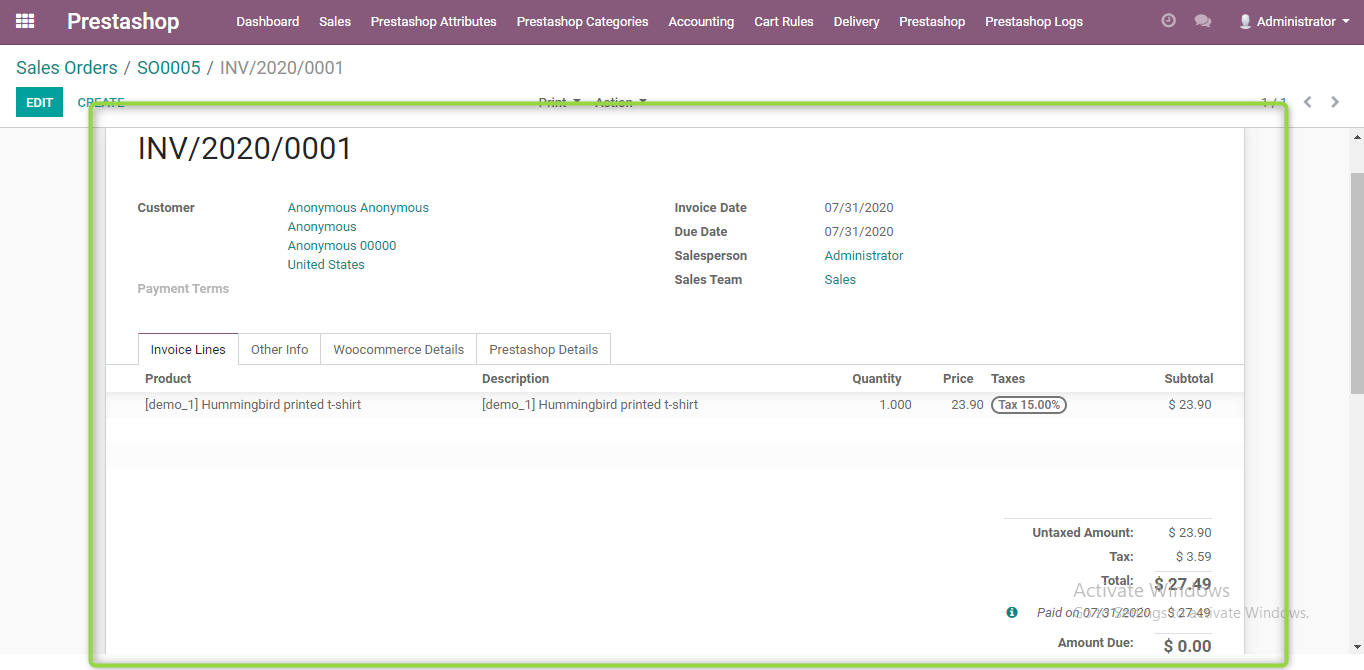 Prestashop Dashboard Sales Prestashop Attributes Prestashop Categories Accounting Cart Rules Delivery Prestashop Prestashop Logs Administrator
Sales Orders / SO0005 / INV/2020/0001
EDIT CREATE Print Action 1 / 1
INV/2020/0001
Customer Anonymous Anonymous Invoice Date 07/31/2020
Anonymous Due Date 07/31/2020
Anonymous 00000 Salesperson Administrator
United States Sales Team Sales
Payment Terms
Invoice Lines Other Info Woocommerce Details Prestashop Details
Product Description Quantity Price Taxes Subtotal
[demo_1] Hummingbird printed t-shirt [demo_1] Hummingbird printed t-shirt 1.000 23.90 Tax 15.00% $ 23.90
Untaxed Amount: $ 23.90
Tax: $ 3.59
Total: $ 27.49
Activate Windows
Paid on 07/31/2020 $ 27.49
Go to Settings to activate Windows.
Amount Due: $ 0.00